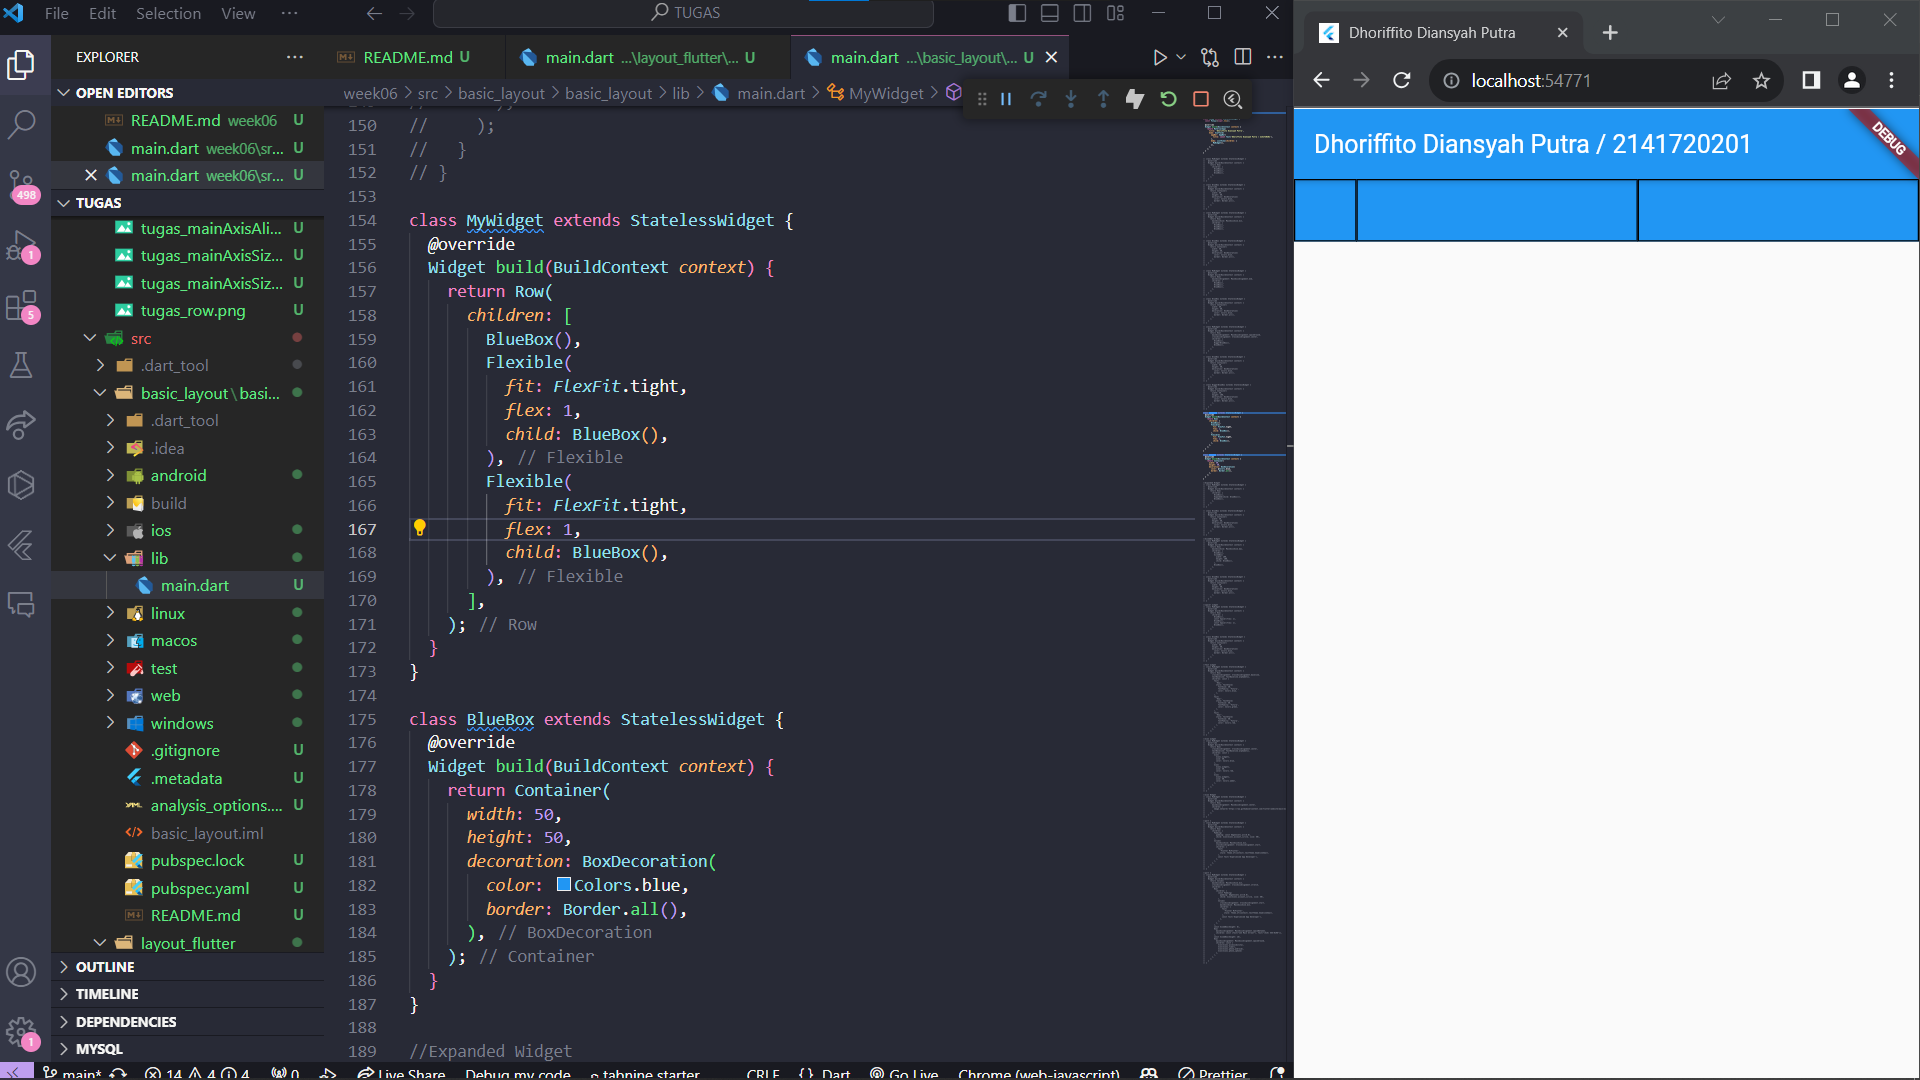 File Edit Selection View ··· TUGAS
EXPLORER ···
OPEN EDITORS
README.md week06 U
main.dart week06\sr... U
main.dart week06\sr... U
TUGAS
tugas_mainAxisAli... U
tugas_mainAxisSiz... U
tugas_mainAxisSiz... U
tugas_row.png U
src
.dart_tool
basic_layout\basi...
.dart_tool
.idea
android
build
ios
lib
main.dart U
linux
macos
test
web
windows
.gitignore U
.metadata U
analysis_options.... U
basic_layout.iml
pubspec.lock U
pubspec.yaml U
README.md U
layout_flutter
OUTLINE
TIMELINE
DEPENDENCIES
MYSQL
498
1
5
1
README.md U main.dart ...\layout_flutter\... U main.dart ...\basic_layout\... U
week06 > src > basic_layout > basic_layout > lib > main.dart > MyWidget >
150 // );
151 // }
152 // }
153
154 class MyWidget extends StatelessWidget {
155 @override
156 Widget build(BuildContext context) {
157 return Row(
158 children: [
159 BlueBox(),
160 Flexible(
161 fit: FlexFit.tight,
162 flex: 1,
163 child: BlueBox(),
164 ), // Flexible
165 Flexible(
166 fit: FlexFit.tight,
167 flex: 1,
168 child: BlueBox(),
169 ), // Flexible
170 ],
171 ); // Row
172 }
173 }
174
175 class BlueBox extends StatelessWidget {
176 @override
177 Widget build(BuildContext context) {
178 return Container(
179 width: 50,
180 height: 50,
181 decoration: BoxDecoration(
182 color: Colors.blue,
183 border: Border.all(),
184 ), // BoxDecoration
185 ); // Container
186 }
187 }
188
189 //Expanded Widget
main* 14 4 4 0 Live Share Debug my code tabnine starter CRLF {} Dart Go Live Chrome (web-javascript) Prettier
Dhoriffito Diansyah Putra
localhost:54771
Dhoriffito Diansyah Putra / 2141720201
DEBUG